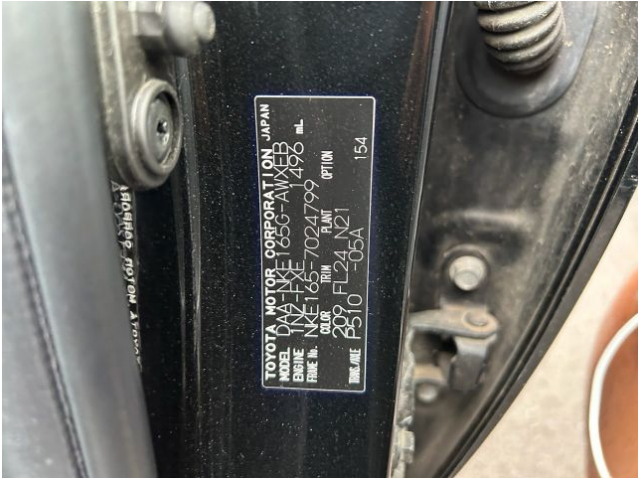 TOYOTA MOTOR CORPORATION JAPAN
MODEL DAA-NKE165G-AWXEB
ENGINE 1NZ-FXE 1496 mL
FRAME No. NKE165-7024799
COLOR TRIM PLANT OPTION
209 FL24 N21 154
TRANS/AXLE P510 -05A